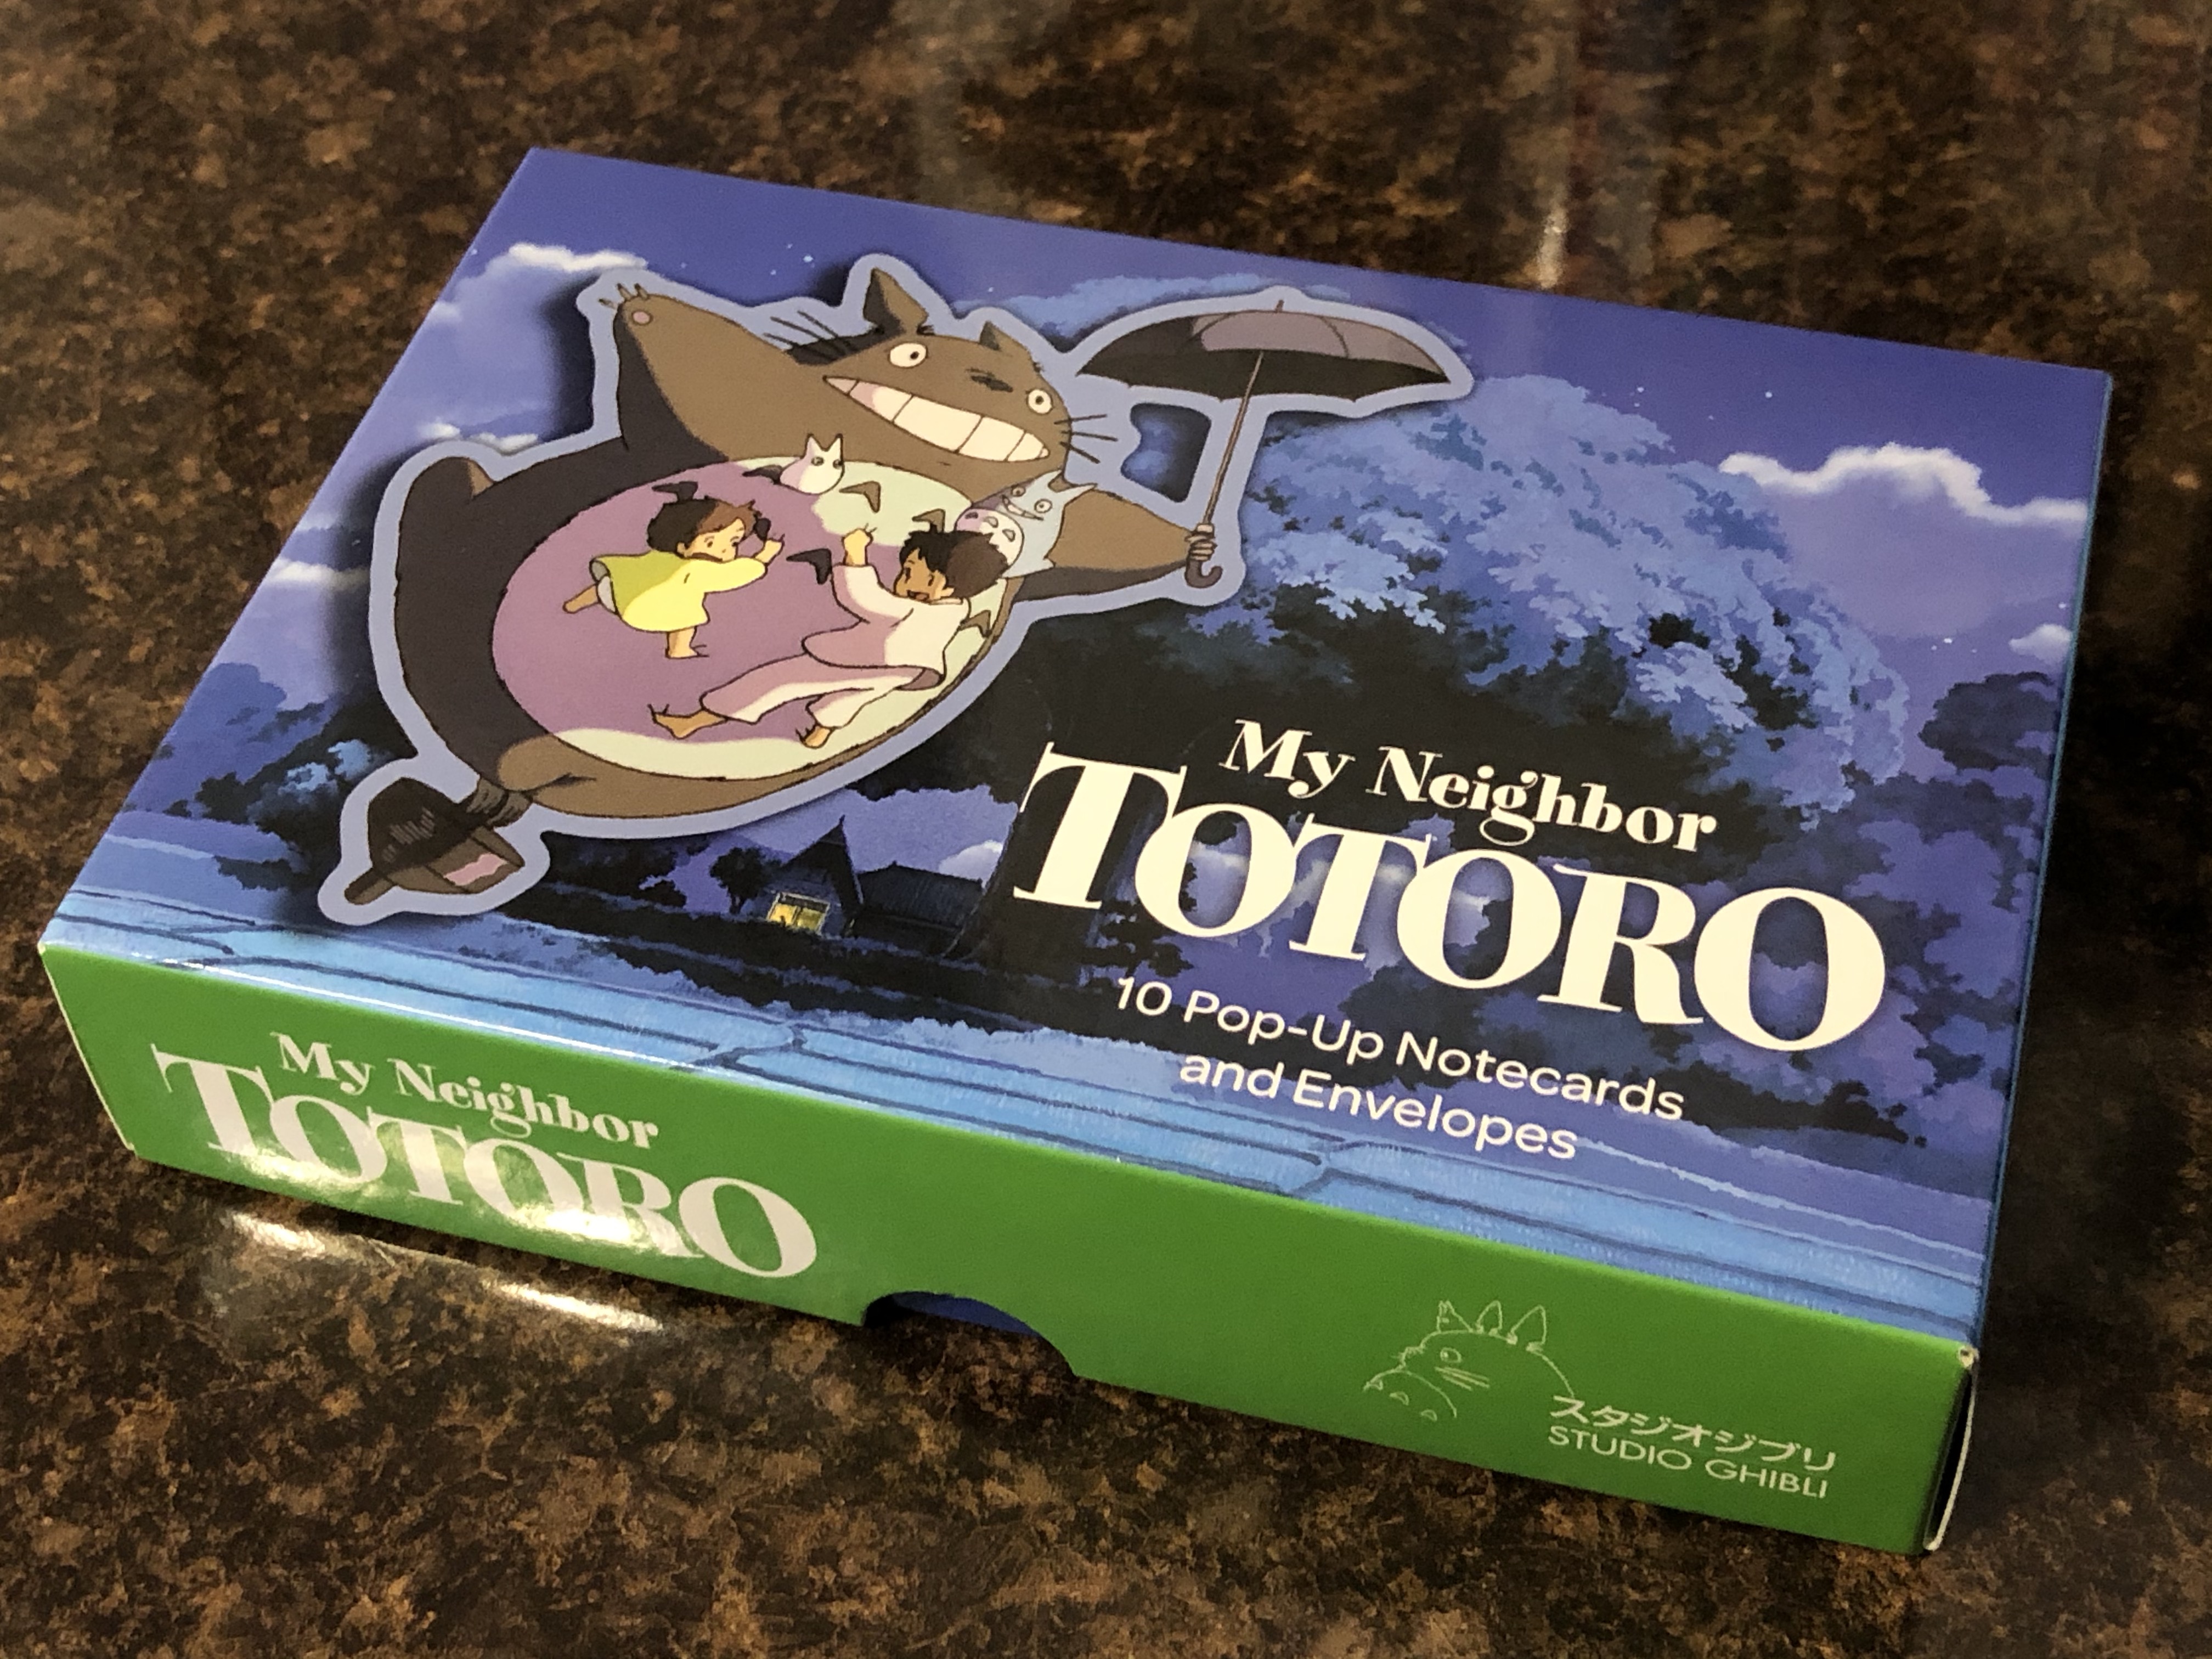 My Neighbor
TOTORO
10 Pop-Up Notecards
and Envelopes
My Neighbor
TOTORO
スタジオジブリ
STUDIO GHIBLI